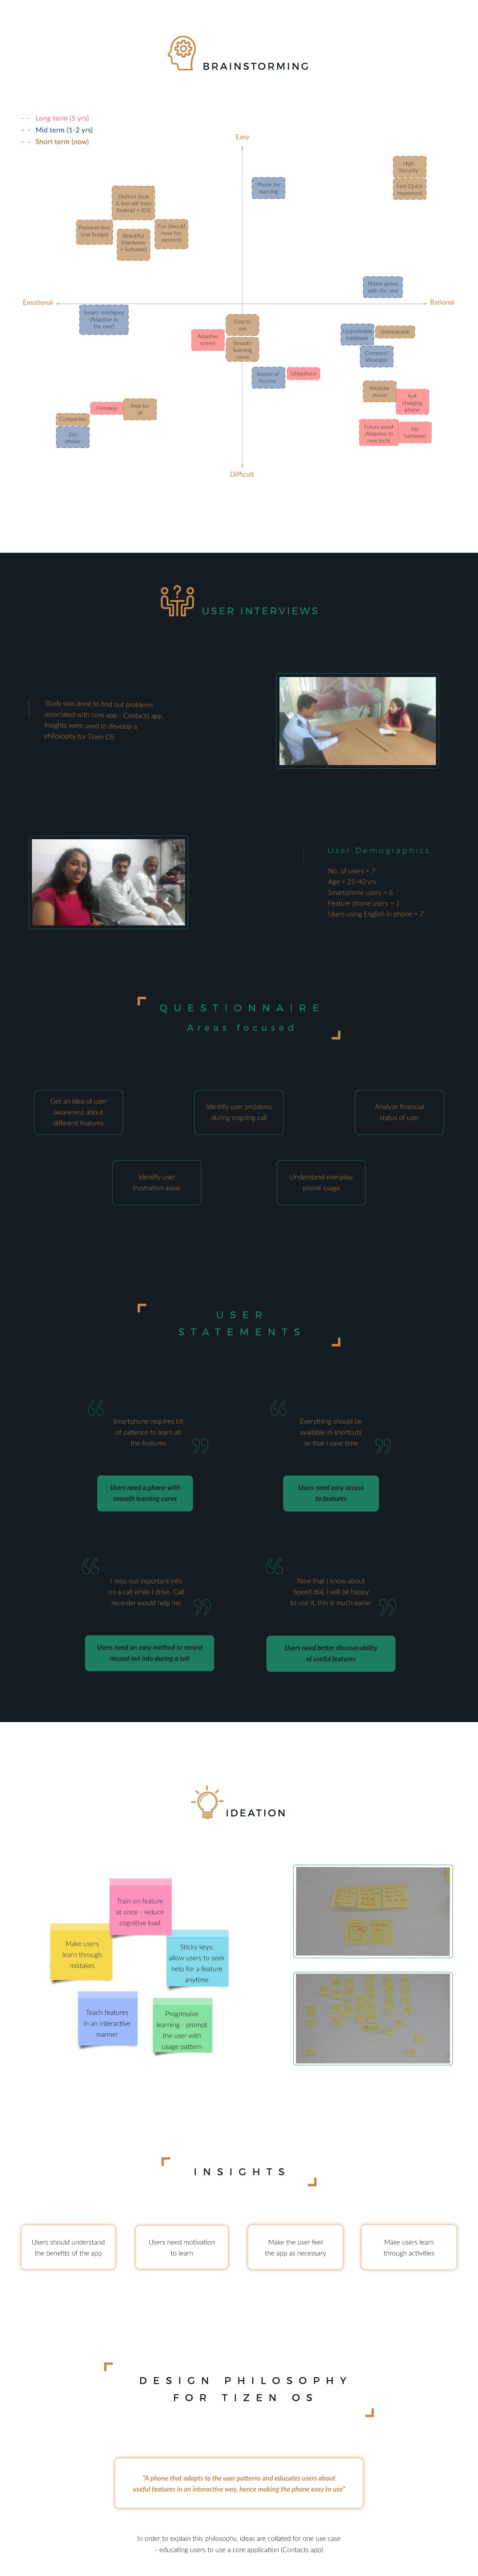 BRAINSTORMING
Long term (5 yrs)
Mid term (1-2 yrs)
Short term (now)
Easy
High
Security
Fast (Quick
responses)
Phone for
learning
Distinct (look
& feel diff from
Android + iOS)
Premium feel
Low budget
Beautiful
(Hardware
+ Software)
Fun (should
have fun
element)
Phone grows
with the user
Emotional
Rational
Smart/ Intelligent
(Adaptive to
the user)
Easy to
use
Adaptive
screen
Smooth
learning
curve
Upgradeable
hardware
Unbreakable
Compact/
Wearable
Source of
income
Ubiquitous
Modular
phone
Self
charging
phone
Formless
Free for
all
Companion
Zen
phone
Future proof
(Adaptive to
new tech)
No
hardware
Difficult
USER INTERVIEWS
Study was done to find out problems
associated with core app - Contacts app.
Insights were used to develop a
philosophy for Tizen OS
User Demographics
No. of users = 7
Age = 25-40 yrs
Smartphone users = 6
Feature phone users = 1
Users using English in phone = 7
QUESTIONNAIRE
Areas focused
Get an idea of user
awareness about
different features
Identify user problems
during ongoing call
Analyze financial
status of user
Identify user
frustration areas
Understand everyday
phone usage
USER
STATEMENTS
“
Smartphone requires lot
of patience to learn all
the features
”
Users need a phone with
smooth learning curve
“
Everything should be
available in shortcuts
so that I save time
”
Users need easy access
to features
“
I miss out important info
on a call while I drive. Call
recorder would help me
”
Users need an easy method to record
missed out info during a call
“
Now that I know about
Speed dial, I will be happy
to use it, this is much easier
”
Users need better discoverability
of useful features
IDEATION
Train on feature
at once - reduce
cognitive load
Make users
learn through
mistakes
Sticky keys:
allow users to seek
help for a feature
anytime
Teach features
in an interactive
manner
Progressive
learning - prompt
the user with
usage pattern
INSIGHTS
Users should understand
the benefits of the app
Users need motivation
to learn
Make the user feel
the app as necessary
Make users learn
through activities
DESIGN PHILOSOPHY
FOR TIZEN OS
“A phone that adapts to the user patterns and educates users about
useful features in an interactive way, hence making the phone easy to use”
In order to explain this philosophy, ideas are collated for one use case
- educating users to use a core application (Contacts app)